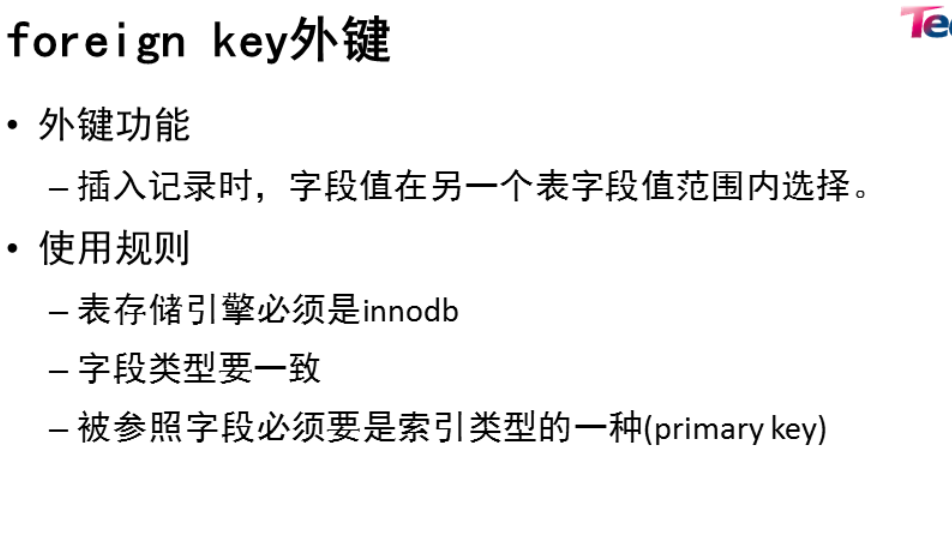 foreign key外键
• 外键功能
– 插入记录时，字段值在另一个表字段值范围内选择。
• 使用规则
– 表存储引擎必须是innodb
– 字段类型要一致
– 被参照字段必须要是索引类型的一种(primary key)